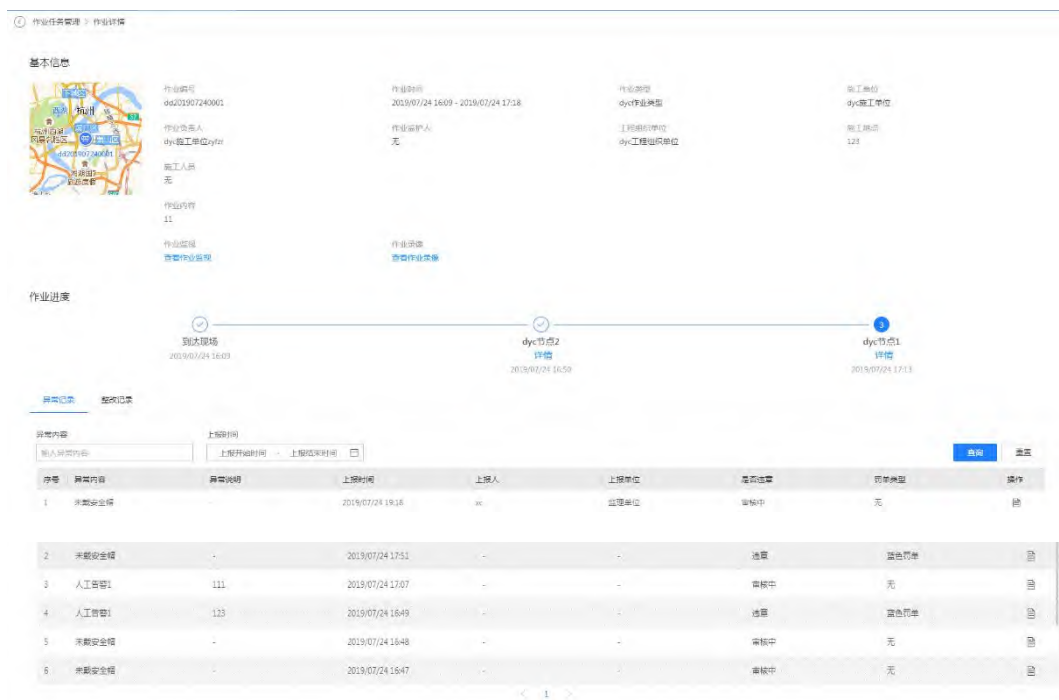 作业任务管理 > 作业详情
基本信息
杭州
dd201907240001
作业编号
dd201907240001
作业时间
2019/07/24 16:09 - 2019/07/24 17:18
作业类型
dyc作业类型
施工单位
dyc施工单位
作业负责人
dyc施工单位zyfzr
作业监护人
无
工程组织单位
dyc工程组织单位
施工地点
123
施工人员
无
作业内容
11
作业监视
查看作业监视
作业录像
查看作业录像
作业进度
到达现场
2019/07/24 16:09
dyc节点2
详情
2019/07/24 16:50
3
dyc节点1
详情
2019/07/24 17:13
异常记录 整改记录
异常内容 上报时间
输入异常内容 上报开始时间 - 上报结束时间 查询 重置
序号 异常内容 异常说明 上报时间 上报人 上报单位 是否违章 罚单类型 操作
1 未戴安全帽 2019/07/24 19:16 监理单位 审核中 无
2 未戴安全帽 - 2019/07/24 17:51 - - 违章 蓝色罚单
3 111 2019/07/24 17:07 - - 审核中 无
4 123 2019/07/24 16:49 - - 违章 蓝色罚单
5 未戴安全帽 - 2019/07/24 16:48 - - 审核中 无
6 未戴安全帽 - 2019/07/24 16:47 - - 审核中 无
< 1 >